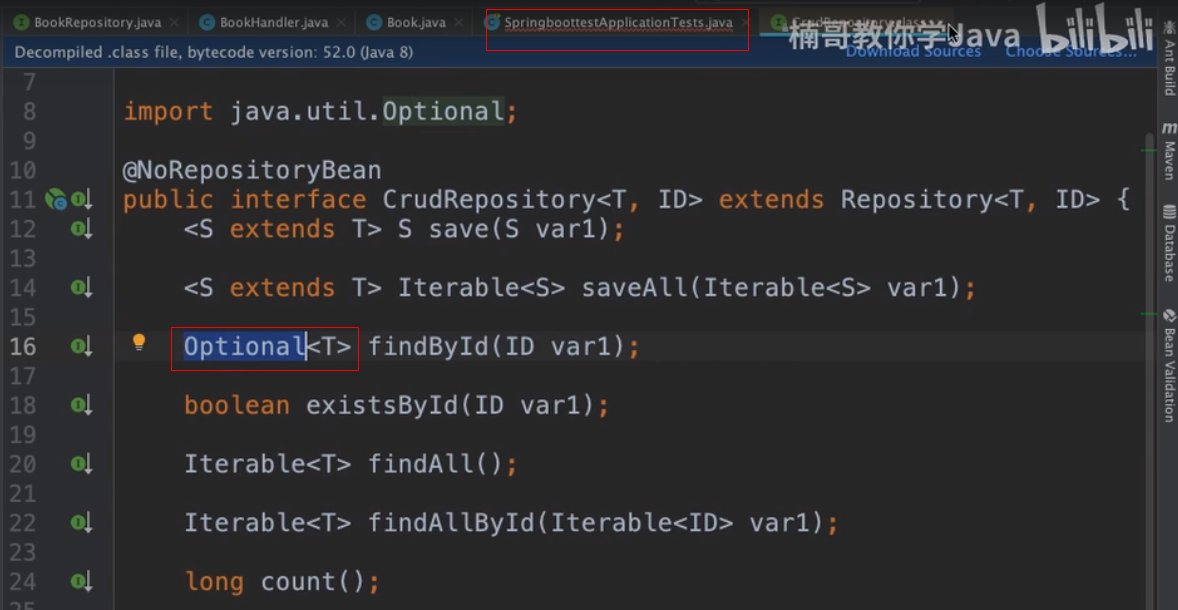 BookRepository.java
BookHandler.java
Book.java
SpringboottestApplicationTests.java
CrudRepository.class
楠哥教你学Java
bilibili
Decompiled .class file, bytecode version: 52.0 (Java 8)
Download Sources
Choose Sources...
7
8 import java.util.Optional;
9
10 @NoRepositoryBean
11 public interface CrudRepository<T, ID> extends Repository<T, ID> {
12 <S extends T> S save(S var1);
13
14 <S extends T> Iterable<S> saveAll(Iterable<S> var1);
15
16 Optional<T> findById(ID var1);
17
18 boolean existsById(ID var1);
19
20 Iterable<T> findAll();
21
22 Iterable<T> findAllById(Iterable<ID> var1);
23
24 long count();
25
Ant Build
Maven
Database
Bean Validation